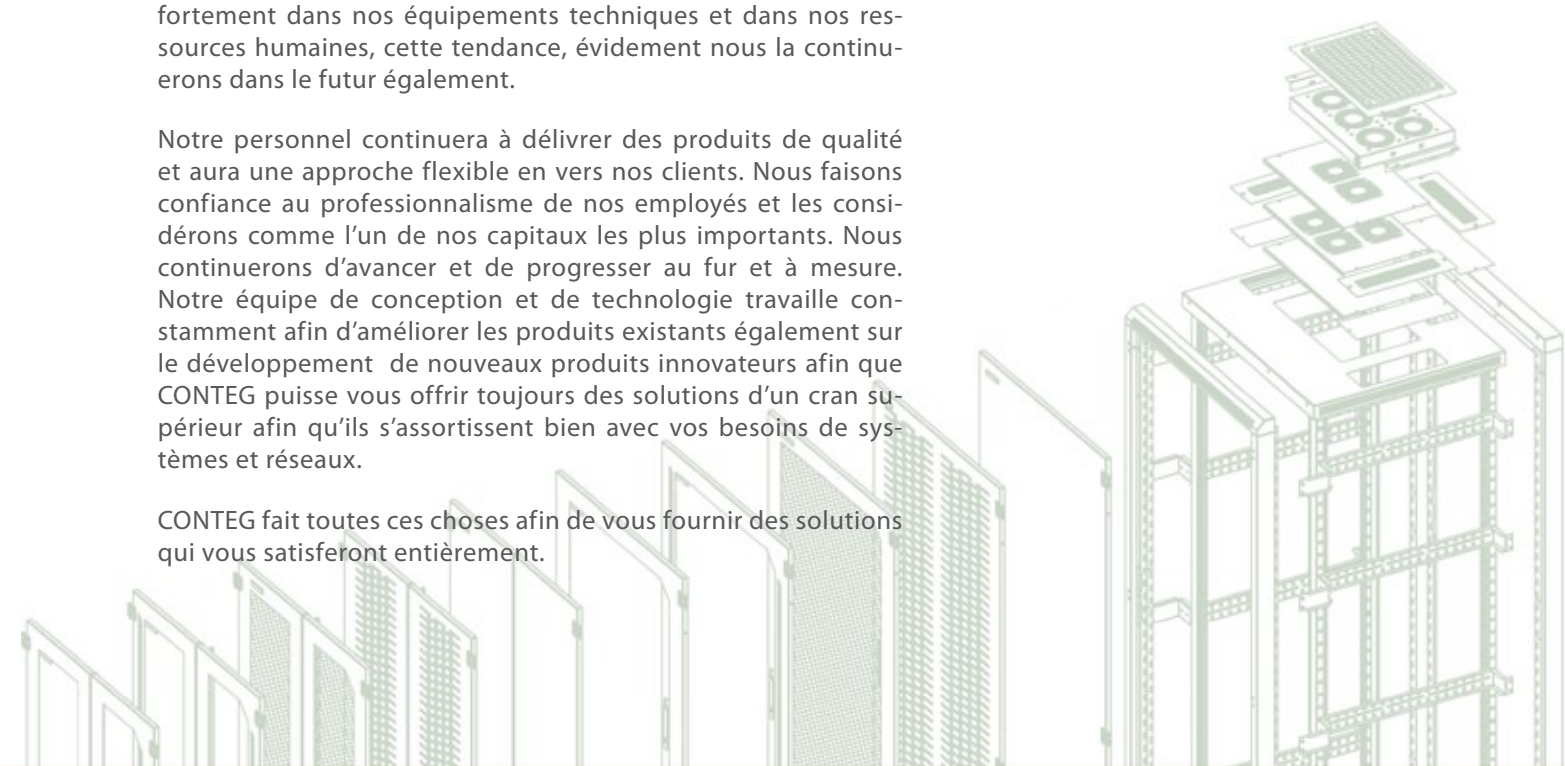 fortement dans nos équipements techniques et dans nos res-
sources humaines, cette tendance, évidement nous la continu-
erons dans le futur également.
Notre personnel continuera à délivrer des produits de qualité
et aura une approche flexible en vers nos clients. Nous faisons
confiance au professionnalisme de nos employés et les consi-
dérons comme l'un de nos capitaux les plus importants. Nous
continuerons d'avancer et de progresser au fur et à mesure.
Notre équipe de conception et de technologie travaille con-
stamment afin d'améliorer les produits existants également sur
le développement  de nouveaux produits innovateurs afin que
CONTEG puisse vous offrir toujours des solutions d'un cran su-
périeur afin qu'ils s'assortissent bien avec vos besoins de sys-
tèmes et réseaux.
CONTEG fait toutes ces choses afin de vous fournir des solutions
qui vous satisferont entièrement.